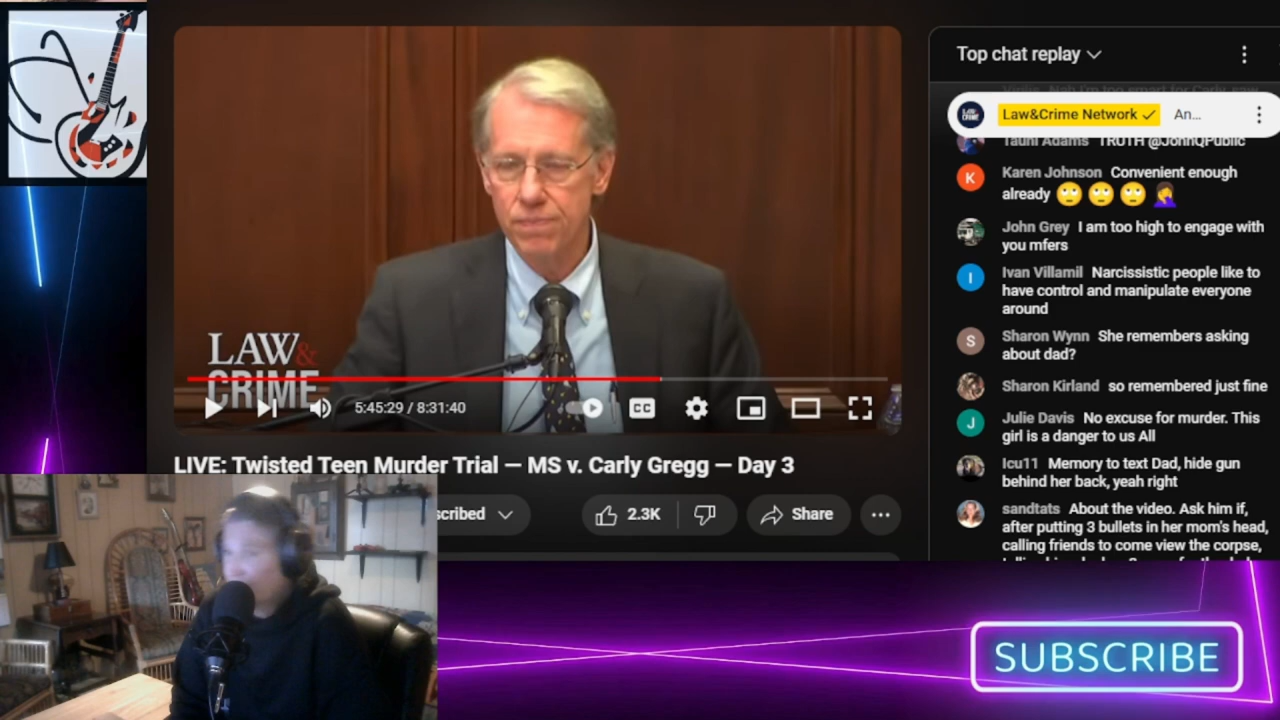 Top chat replay
Law&Crime Network An...
Tauni Adams TRUTH @JohnQPublic
K
Karen Johnson Convenient enough
already
John Grey I am too high to engage with
you mfers
I
Ivan Villamil Narcissistic people like to
have control and manipulate everyone
around
S
Sharon Wynn She remembers asking
about dad?
Sharon Kirland so remembered just fine
J
Julie Davis No excuse for murder. This
girl is a danger to us All
Icu11 Memory to text Dad, hide gun
behind her back, yeah right
sandtats About the video. Ask him if,
after putting 3 bullets in her mom's head,
calling friends to come view the corpse,
LAW&
CRIME
5:45:29 / 8:31:40
CC
LIVE: Twisted Teen Murder Trial — MS v. Carly Gregg — Day 3
scribed
2.3K
Share
SUBSCRIBE